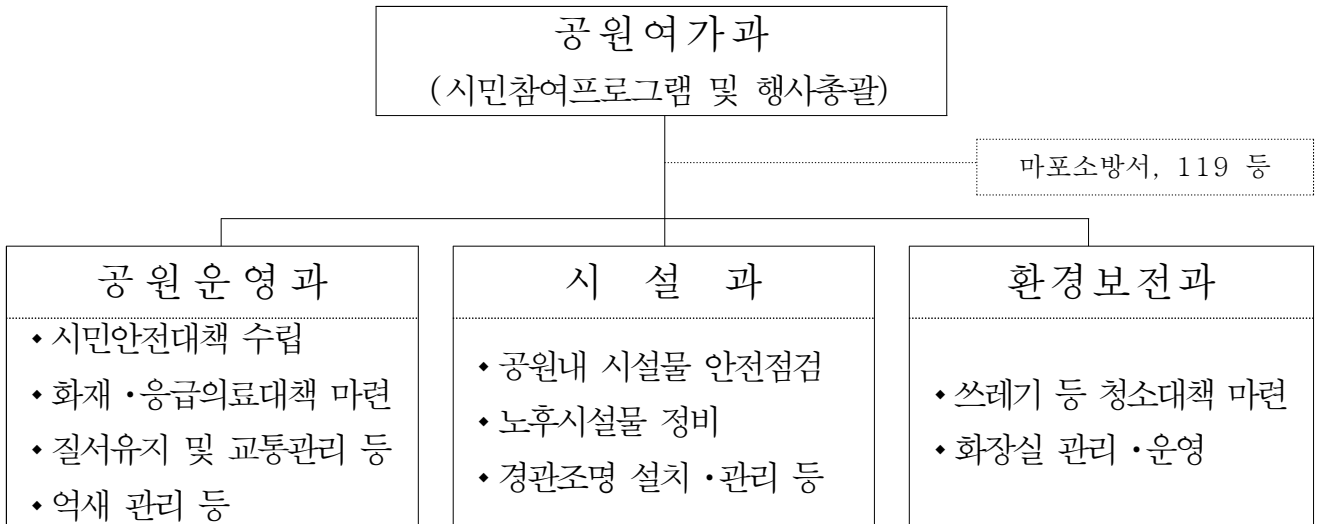 공원여가과
(시민참여프로그램 및 행사총괄)
마포소방서, 119 등
공원운영과
◆시민안전대책 수립
◆화재·응급의료대책 마련
◆질서유지 및 교통관리 등
◆억새 관리 등
시 설 과
◆공원내 시설물 안전점검
◆노후시설물 정비
◆경관조명 설치·관리 등
환경보전과
◆쓰레기 등 청소대책 마련
◆화장실 관리·운영